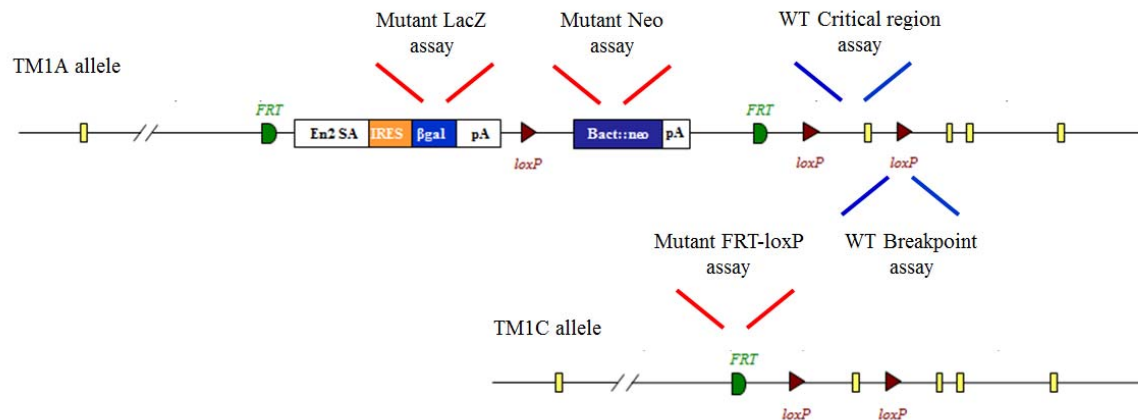 Mutant LacZ
assay
Mutant Neo
assay
WT Critical region
assay
TM1A allele
FRT
FRT
En2 SA
IRES
βgal
pA
Bact::neo
pA
loxP
loxP
loxP
Mutant FRT-loxP
assay
WT Breakpoint
assay
TM1C allele
FRT
loxP
loxP